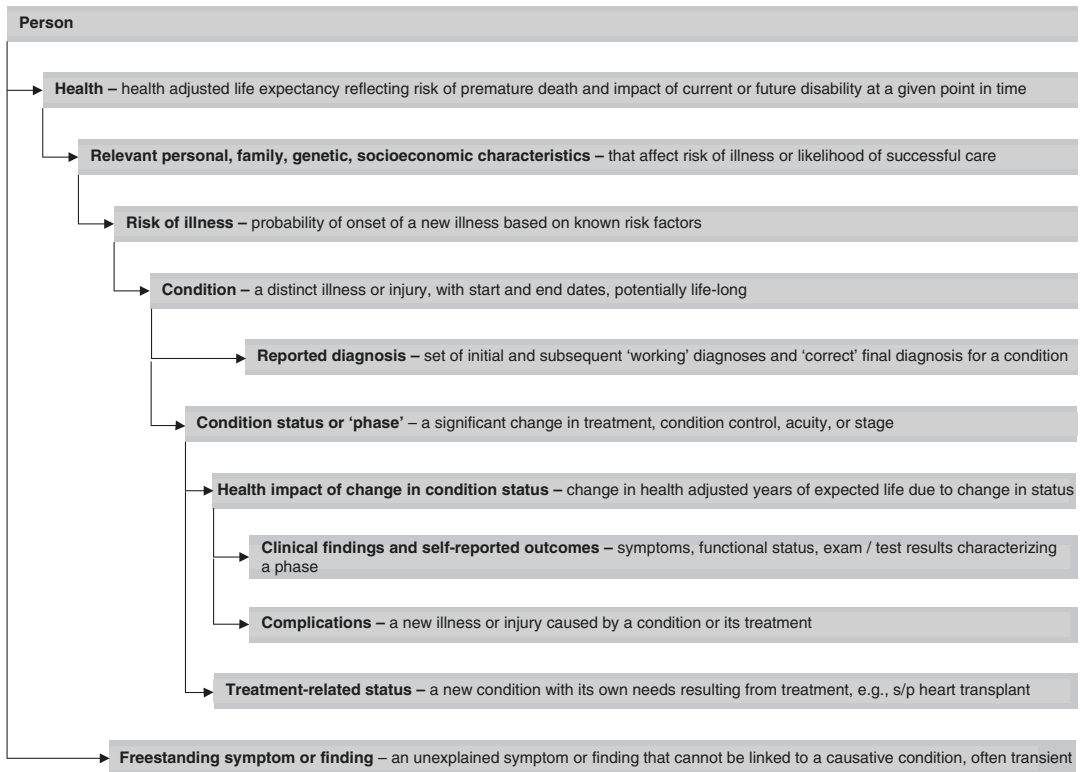 Person
Health – health adjusted life expectancy reflecting risk of premature death and impact of current or future disability at a given point in time
Relevant personal, family, genetic, socioeconomic characteristics – that affect risk of illness or likelihood of successful care
Risk of illness – probability of onset of a new illness based on known risk factors
Condition – a distinct illness or injury, with start and end dates, potentially life-long
Reported diagnosis – set of initial and subsequent ‘working’ diagnoses and ‘correct’ final diagnosis for a condition
Condition status or ‘phase’ – a significant change in treatment, condition control, acuity, or stage
Health impact of change in condition status – change in health adjusted years of expected life due to change in status
Clinical findings and self-reported outcomes – symptoms, functional status, exam / test results characterizing
a phase
Complications – a new illness or injury caused by a condition or its treatment
Treatment-related status – a new condition with its own needs resulting from treatment, e.g., s/p heart transplant
Freestanding symptom or finding – an unexplained symptom or finding that cannot be linked to a causative condition, often transient